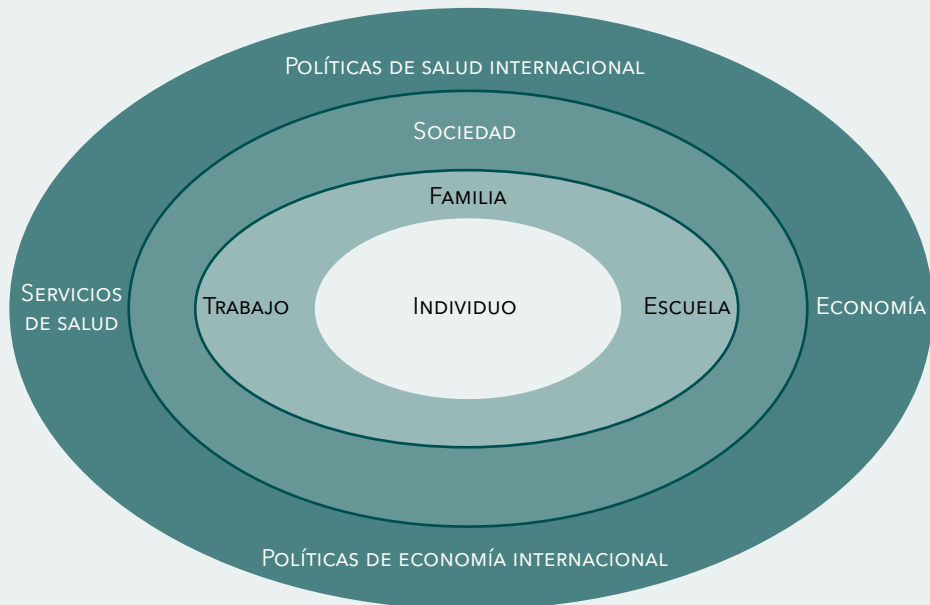 Políticas de salud internacional
Sociedad
Familia
Servicios
de salud
Trabajo
Individuo
Escuela
Economía
Políticas de economía internacional